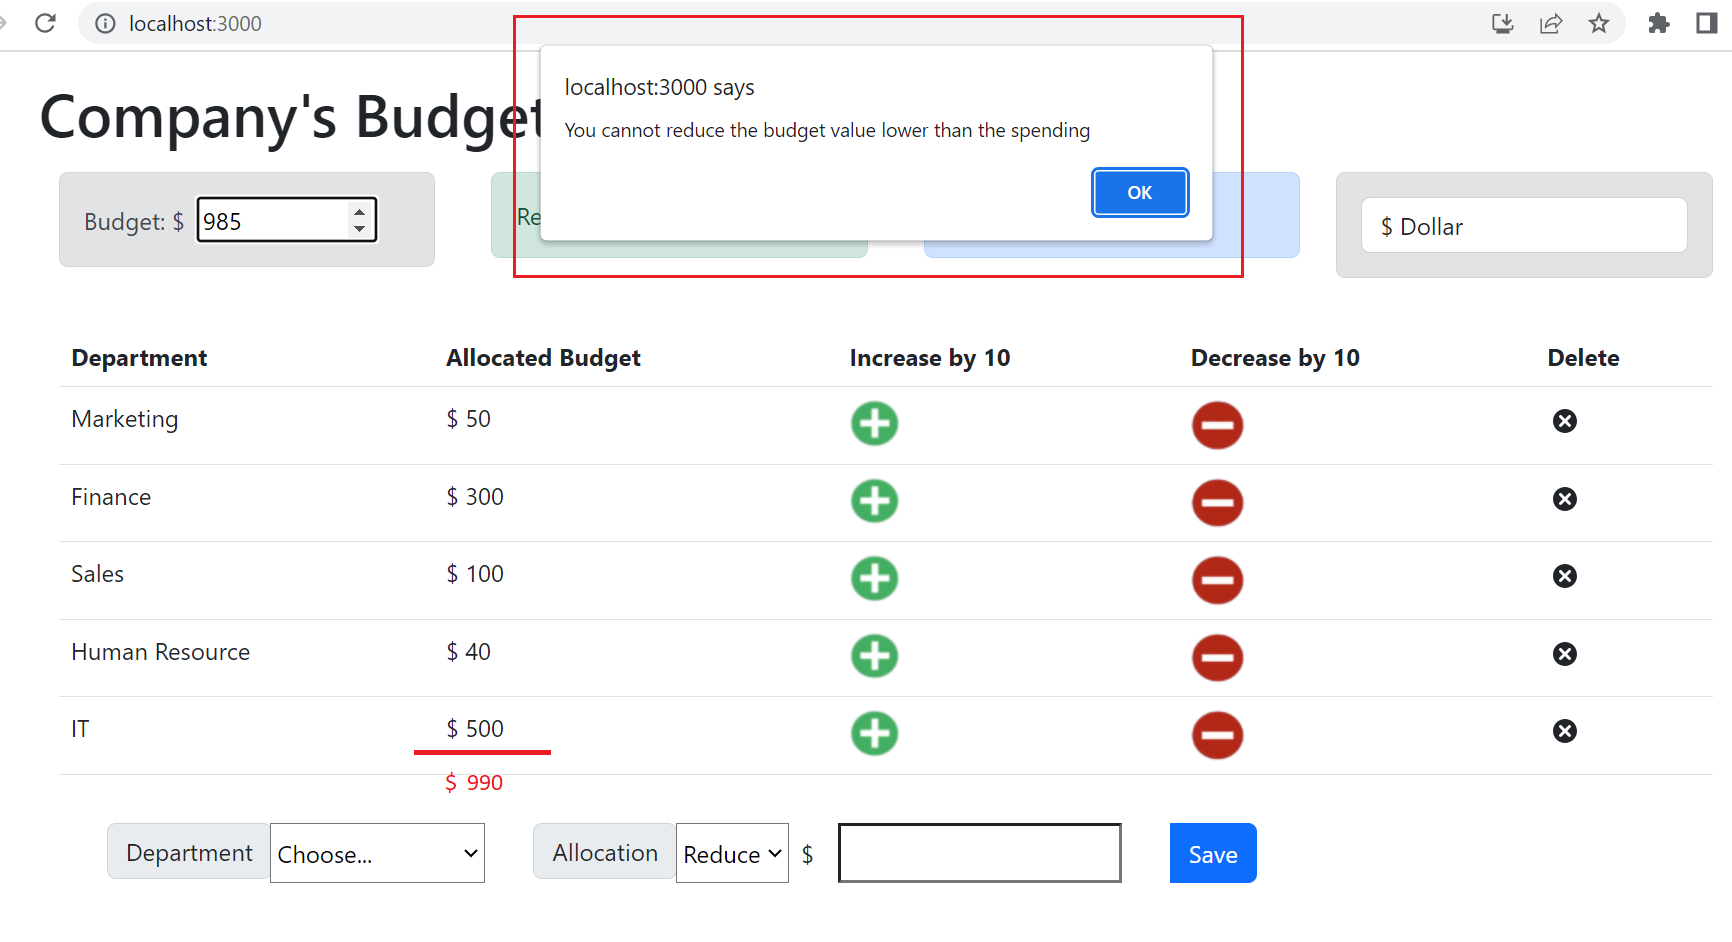 localhost:3000
localhost:3000 says
You cannot reduce the budget value lower than the spending
OK
Company's Budget
Budget: $ 985
Re
$ Dollar
Department Allocated Budget Increase by 10 Decrease by 10 Delete
Marketing $ 50
Finance $ 300
Sales $ 100
Human Resource $ 40
IT $ 500
$ 990
Department Choose... Allocation Reduce $ Save